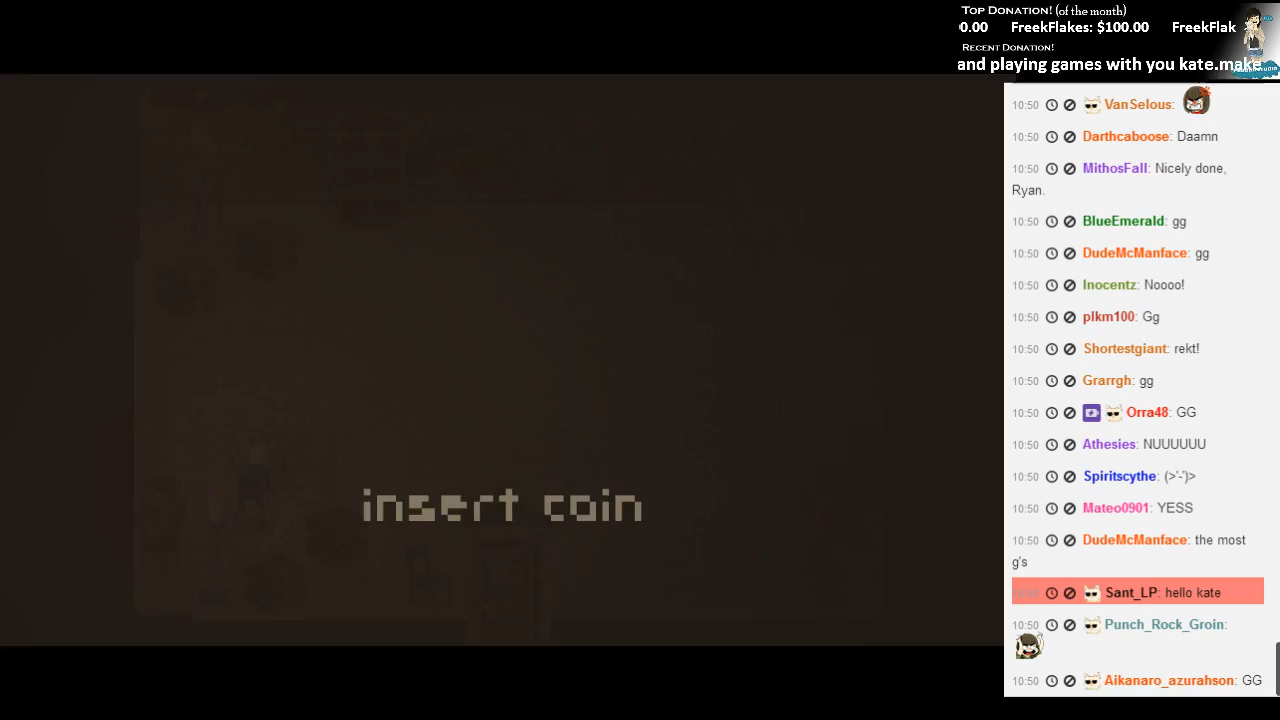 Top Donation! (of the month)
0.00 FreekFlakes: $100.00 FreekFlak
Recent Donation!
and playing games with you kate.make
10:50 VanSelous:
10:50 Darthcaboose: Daamn
10:50 MithosFall: Nicely done,
Ryan.
10:50 BlueEmerald: gg
10:50 DudeMcManface: gg
10:50 Inocentz: Noooo!
10:50 plkm100: Gg
10:50 Shortestgiant: rekt!
10:50 Grarrgh: gg
10:50 Orra48: GG
10:50 Athesies: NUUUUUU
10:50 Spiritscythe: (>'-')>
10:50 Mateo0901: YESS
10:50 DudeMcManface: the most
g's
Sant_LP: hello kate
10:50 Punch_Rock_Groin:
10:50 Aikanaro_azurahson: GG
insert coin